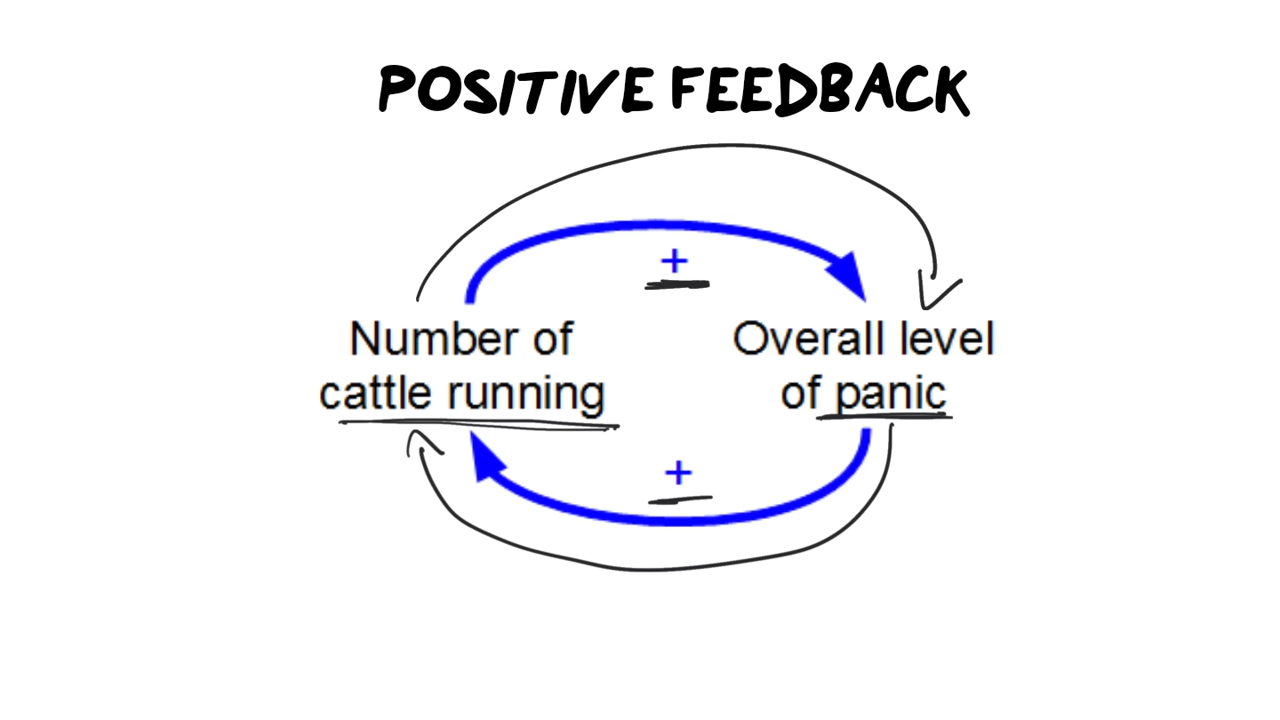 POSITIVE FEEDBACK
+
Number of
cattle running
Overall level
of panic
+